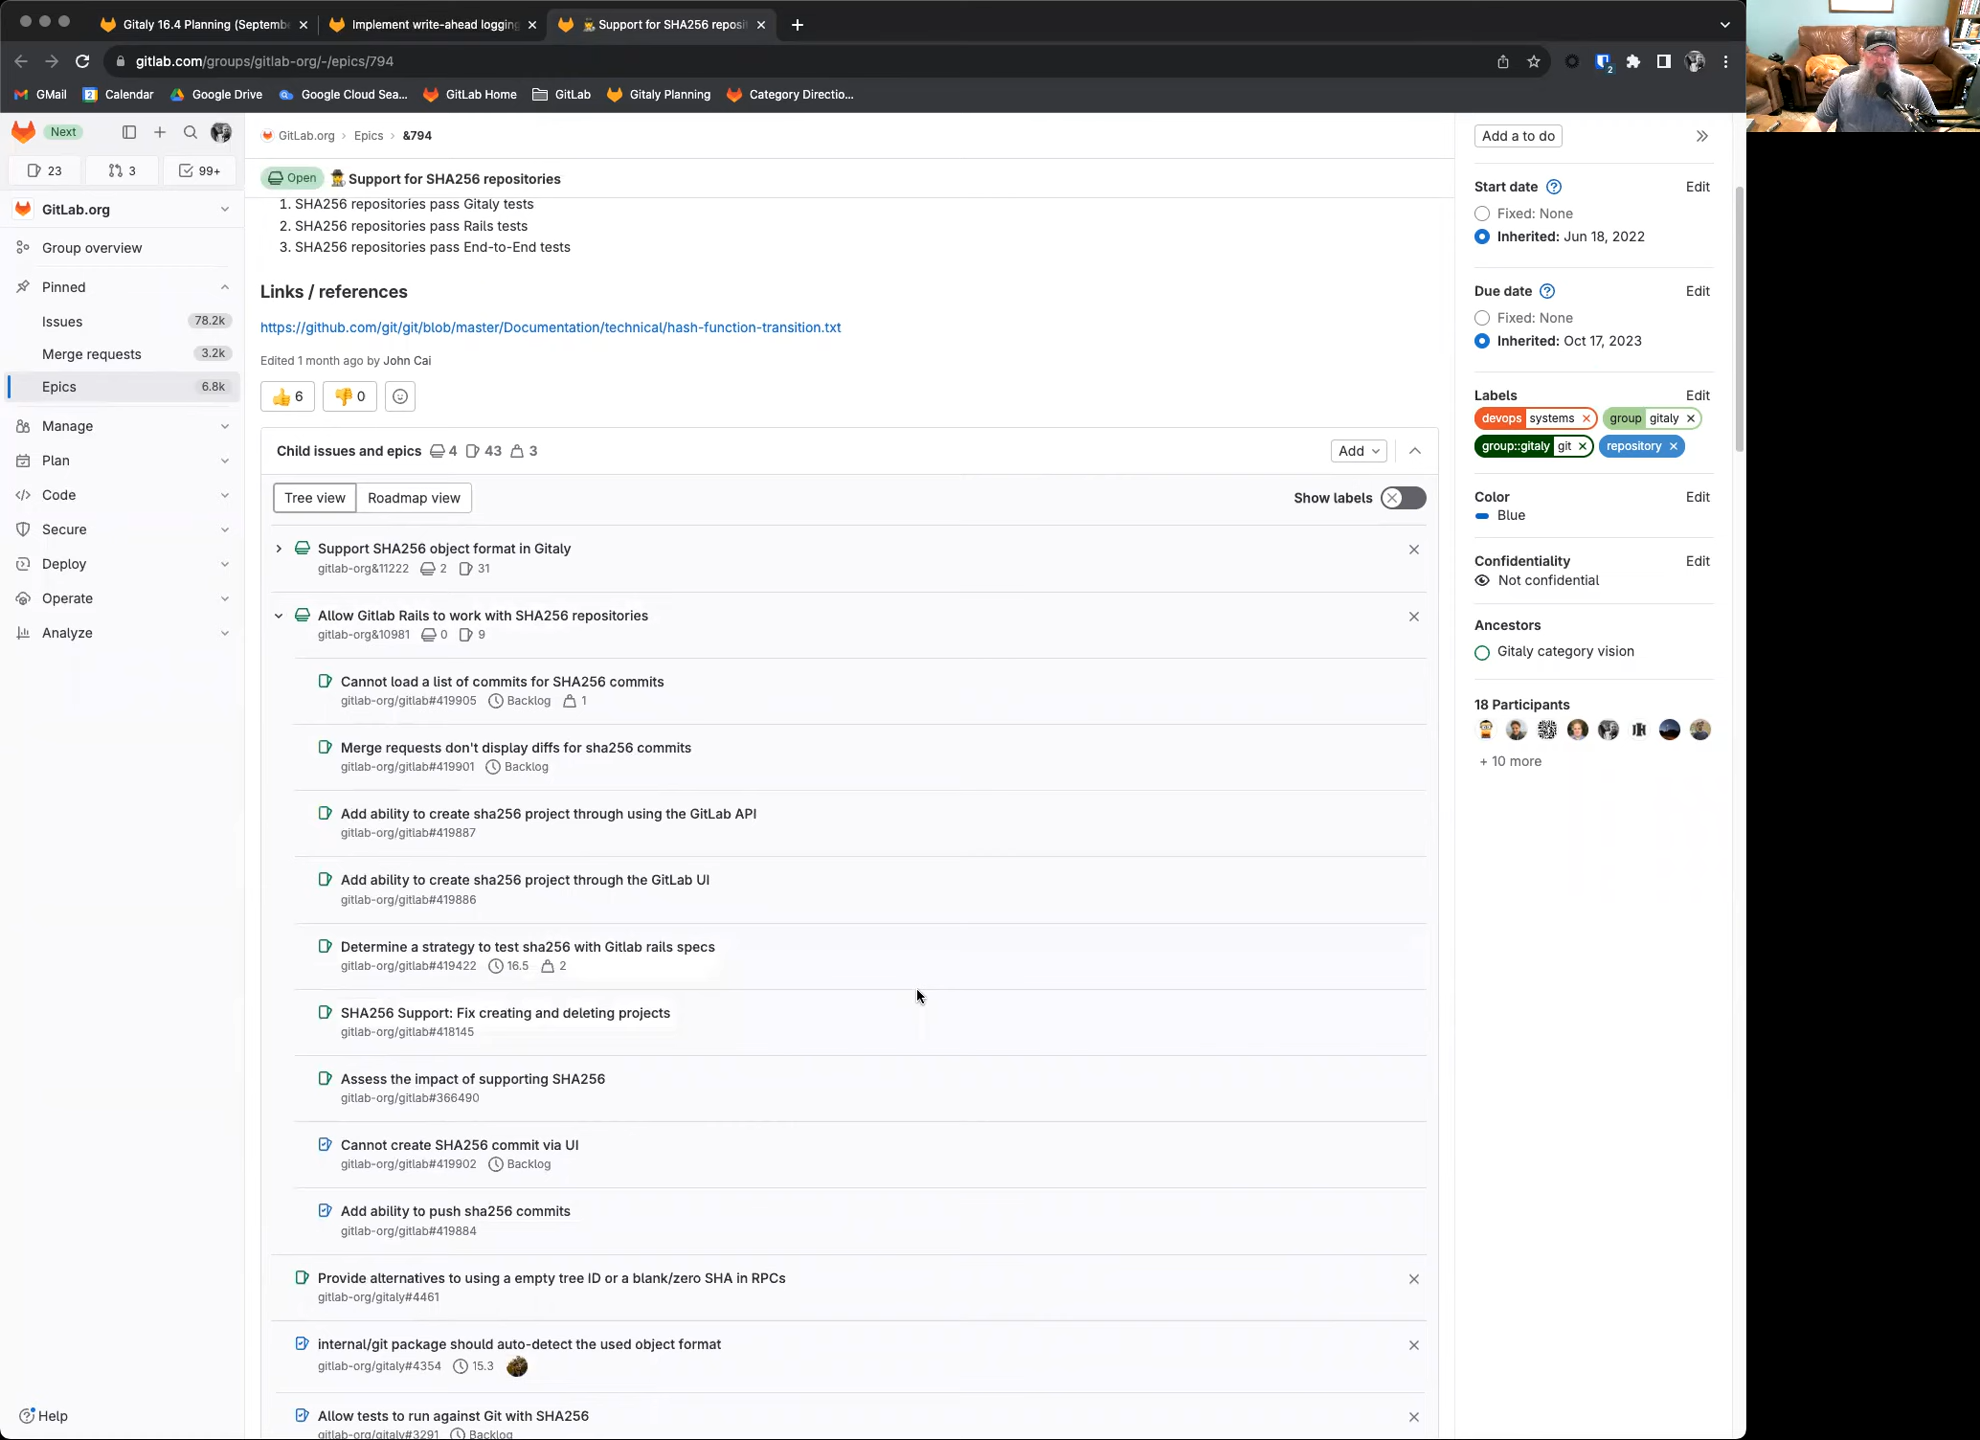 Gitaly 16.4 Planning (Septemb
Implement write-ahead logging
Support for SHA256 reposi
gitlab.com/groups/gitlab-org/-/epics/794
2
GMail
2 Calendar
Google Drive
Google Cloud Sea...
GitLab Home
GitLab
Gitaly Planning
Category Directio...
Next
23
3
99+
GitLab.org
Group overview
Pinned
Issues 78.2k
Merge requests 3.2k
Epics 6.8k
Manage
Plan
Code
Secure
Deploy
Operate
Analyze
Help
GitLab.org › Epics › &794
Open Support for SHA256 repositories
1. SHA256 repositories pass Gitaly tests
2. SHA256 repositories pass Rails tests
3. SHA256 repositories pass End-to-End tests
Links / references
https://github.com/git/git/blob/master/Documentation/technical/hash-function-transition.txt
Edited 1 month ago by John Cai
👍 6 👎 0
Child issues and epics 4 43 3 Add
Tree view Roadmap view Show labels
Support SHA256 object format in Gitaly
gitlab-org&11222 2 31
Allow Gitlab Rails to work with SHA256 repositories
gitlab-org&10981 0 9
Cannot load a list of commits for SHA256 commits
gitlab-org/gitlab#419905 Backlog 1
Merge requests don't display diffs for sha256 commits
gitlab-org/gitlab#419901 Backlog
Add ability to create sha256 project through using the GitLab API
gitlab-org/gitlab#419887
Add ability to create sha256 project through the GitLab UI
gitlab-org/gitlab#419886
Determine a strategy to test sha256 with Gitlab rails specs
gitlab-org/gitlab#419422 16.5 2
SHA256 Support: Fix creating and deleting projects
gitlab-org/gitlab#418145
Assess the impact of supporting SHA256
gitlab-org/gitlab#366490
Cannot create SHA256 commit via UI
gitlab-org/gitlab#419902 Backlog
Add ability to push sha256 commits
gitlab-org/gitlab#419884
Provide alternatives to using a empty tree ID or a blank/zero SHA in RPCs
gitlab-org/gitaly#4461
internal/git package should auto-detect the used object format
gitlab-org/gitaly#4354 15.3
Allow tests to run against Git with SHA256
gitlab-org/gitaly#3291 Backlog
Add a to do
Start date Edit
Fixed: None
Inherited: Jun 18, 2022
Due date Edit
Fixed: None
Inherited: Oct 17, 2023
Labels Edit
devops systems
group gitaly
group::gitaly git
repository
Color Edit
Blue
Confidentiality Edit
Not confidential
Ancestors
Gitaly category vision
18 Participants
+ 10 more